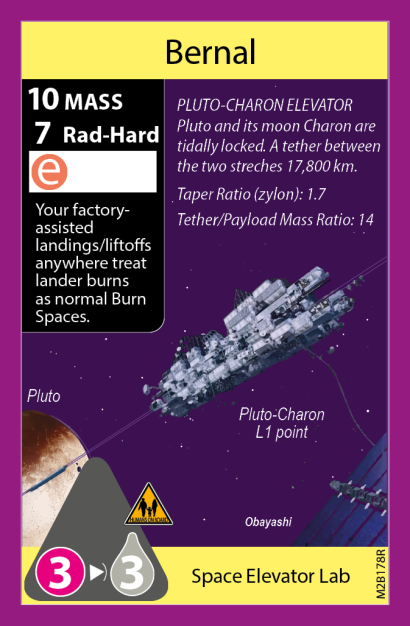 Bernal
10 MASS
7 Rad-Hard
e
Your factory-
assisted
landings/liftoffs
anywhere treat
lander burns
as normal Burn
Spaces.
PLUTO-CHARON ELEVATOR
Pluto and its moon Charon are
tidally locked. A tether between
the two streches 17,800 km.
Taper Ratio (zylon): 1.7
Tether/Payload Mass Ratio: 14
Pluto
Pluto-Charon
L1 point
HUMANS ON BOARD
Obayashi
3 3
Space Elevator Lab
M2B178R